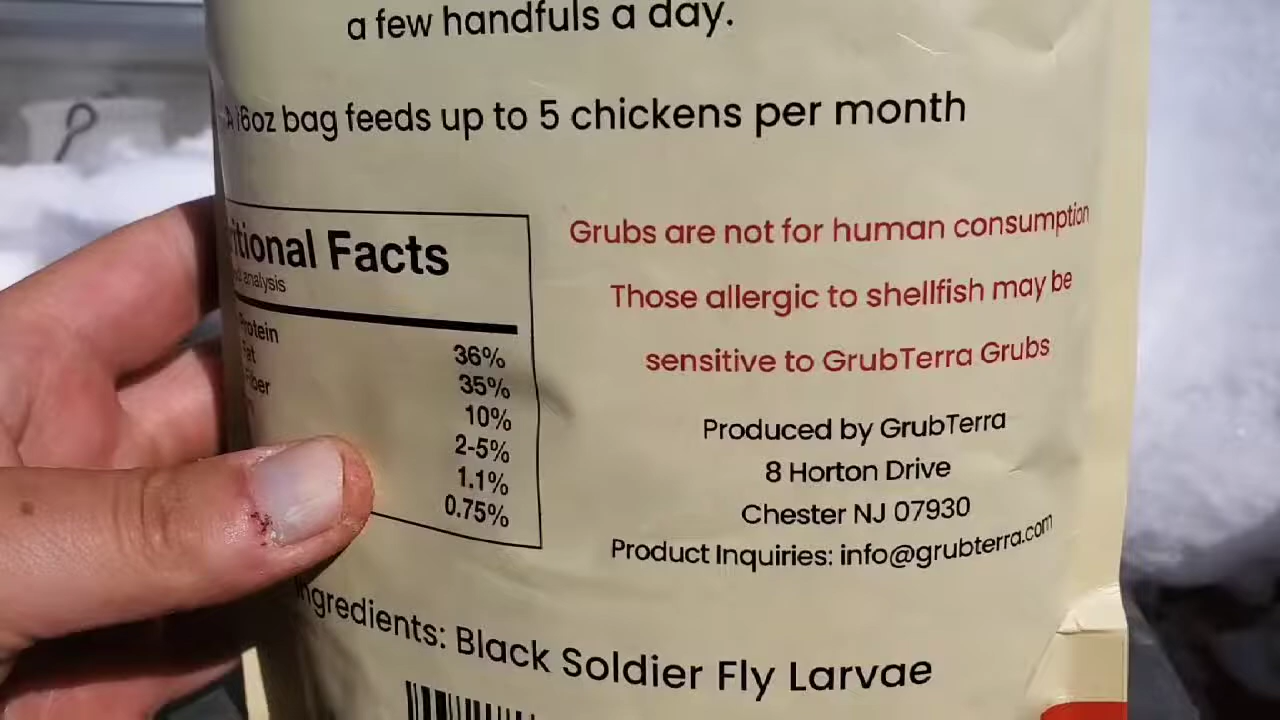 a few handfuls a day.
A 16oz bag feeds up to 5 chickens per month
itional Facts
analysis
Protein 36%
Fat 35%
Fiber 10%
2-5%
1.1%
0.75%
Grubs are not for human consumption
Those allergic to shellfish may be
sensitive to GrubTerra Grubs
Produced by GrubTerra
8 Horton Drive
Chester NJ 07930
Product Inquiries: info@grubterra.com
Ingredients: Black Soldier Fly Larvae